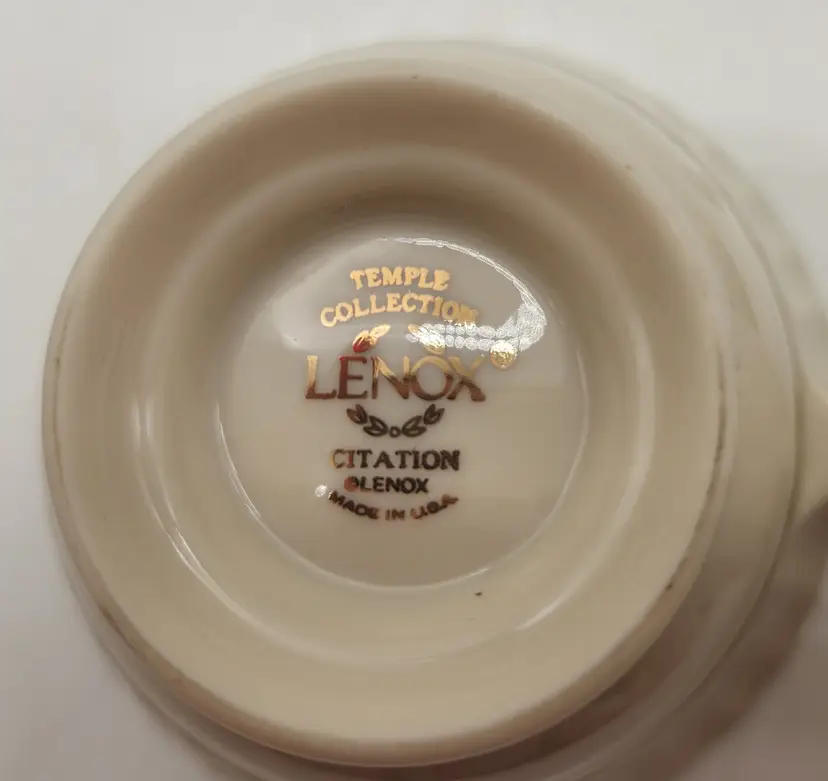 TEMPLE
COLLECTION
LENOX
CITATION
©LENOX
MADE IN U.S.A.